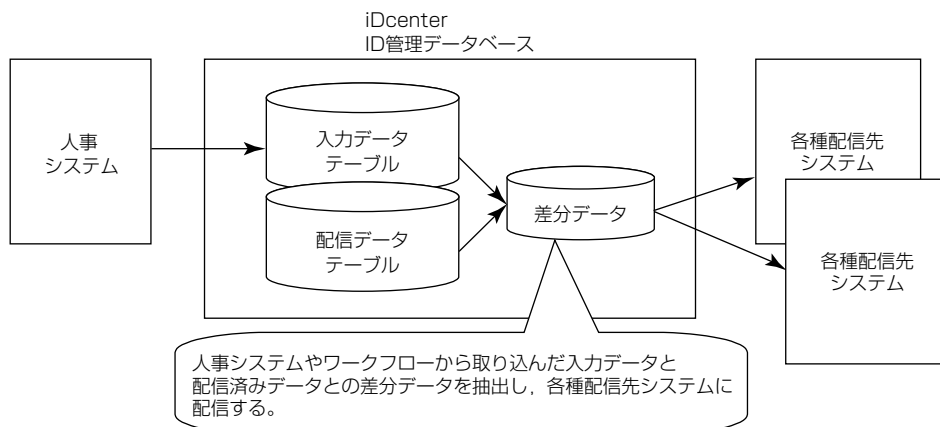 iDcenter
ID管理データベース
人事
システム
入力データ
テーブル
配信データ
テーブル
差分データ
各種配信先
システム
各種配信先
システム
人事システムやワークフローから取り込んだ入力データと
配信済みデータとの差分データを抽出し，各種配信先システムに
配信する。